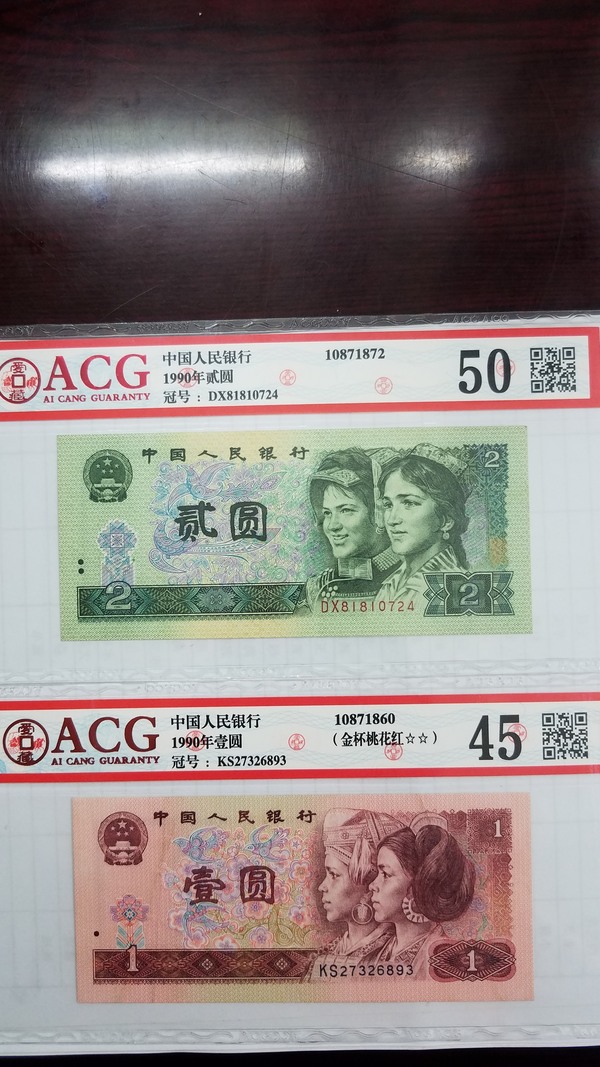 ACG
AI CANG GUARANTY
中国人民银行
1990年贰圆
冠号：DX81810724
10871872
50
中国人民银行
贰圆
2
2
DX81810724
2
ACG
AI CANG GUARANTY
中国人民银行
1990年壹圆
冠号：KS27326893
10871860
（金杯桃花红☆☆）
45
中国人民银行
壹圆
1
1
KS27326893
1